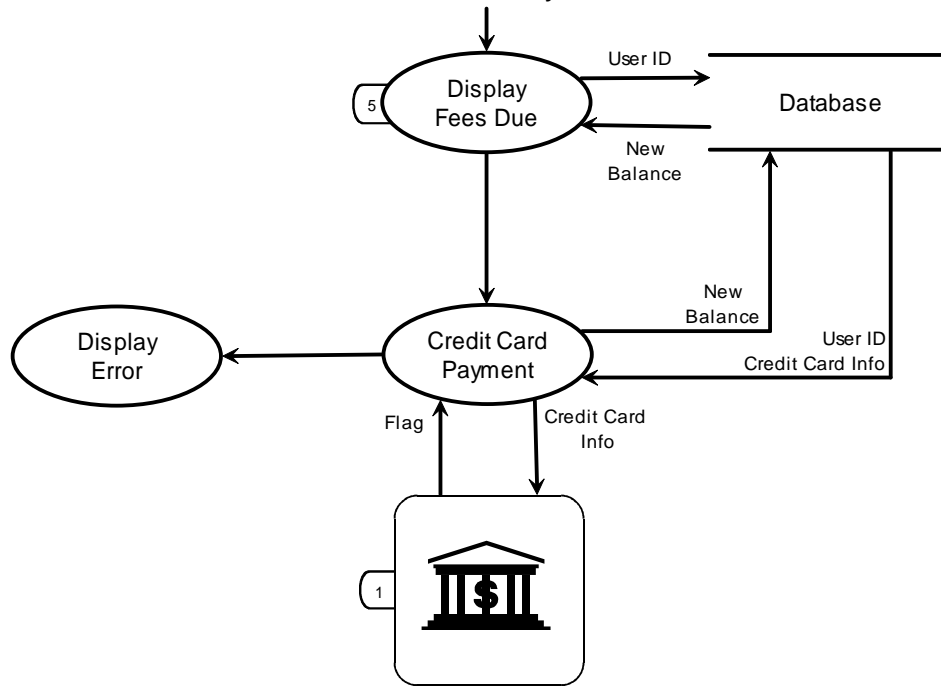 User ID
5
Display
Fees Due
Database
New
Balance
New
Balance
User ID
Credit Card Info
Display
Error
Credit Card
Payment
Flag
Credit Card
Info
1
$